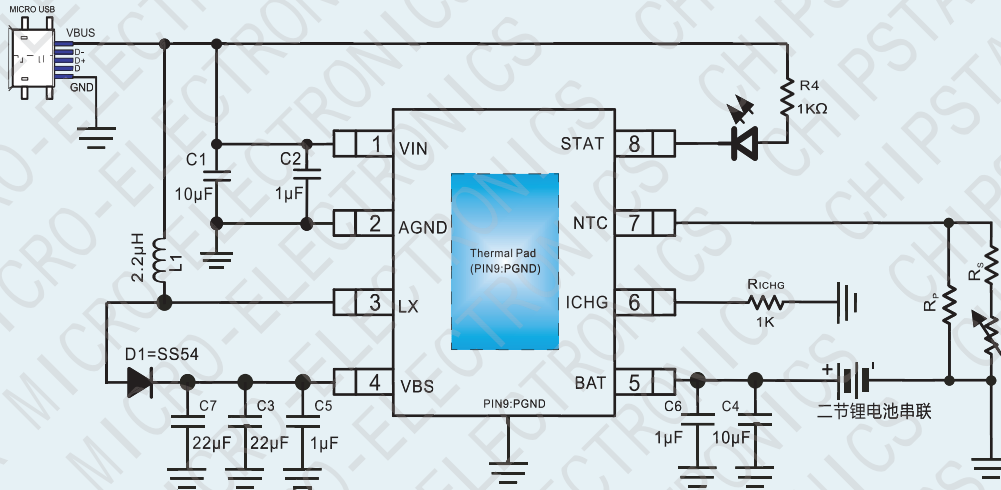 MICRO USB
VBUS
D-
D+
D
GND
R4
1KΩ
1
VIN
STAT
8
C1
10μF
C2
1μF
2
AGND
NTC
7
Thermal Pad
(PIN9:PGND)
2.2μH
L1
RS
RP
3
LX
ICHG
6
RICHG
1K
D1=SS54
4
VBS
BAT
5
+
-
PIN9:PGND
C7
22μF
C3
22μF
C5
1μF
C6
1μF
C4
10μF
二节锂电池串联
CHIPSTAR MICRO-ELECTRONICS